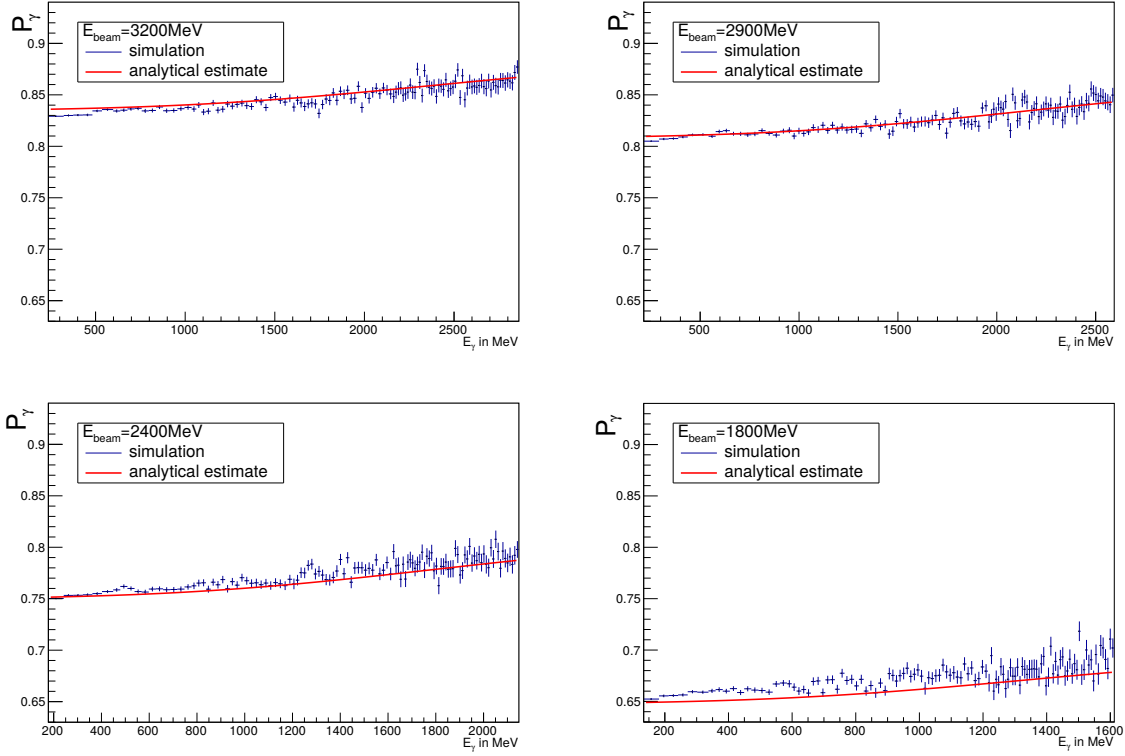 P_γ
E_beam=3200MeV
simulation
analytical estimate
0.9
0.85
0.8
0.75
0.7
0.65
500 1000 1500 2000 2500
E_γ in MeV
P_γ
E_beam=2900MeV
simulation
analytical estimate
0.9
0.85
0.8
0.75
0.7
0.65
500 1000 1500 2000 2500
E_γ in MeV
P_γ
E_beam=2400MeV
simulation
analytical estimate
0.9
0.85
0.8
0.75
0.7
0.65
200 400 600 800 1000 1200 1400 1600 1800 2000
E_γ in MeV
P_γ
E_beam=1800MeV
simulation
analytical estimate
0.9
0.85
0.8
0.75
0.7
0.65
200 400 600 800 1000 1200 1400 1600
E_γ in MeV